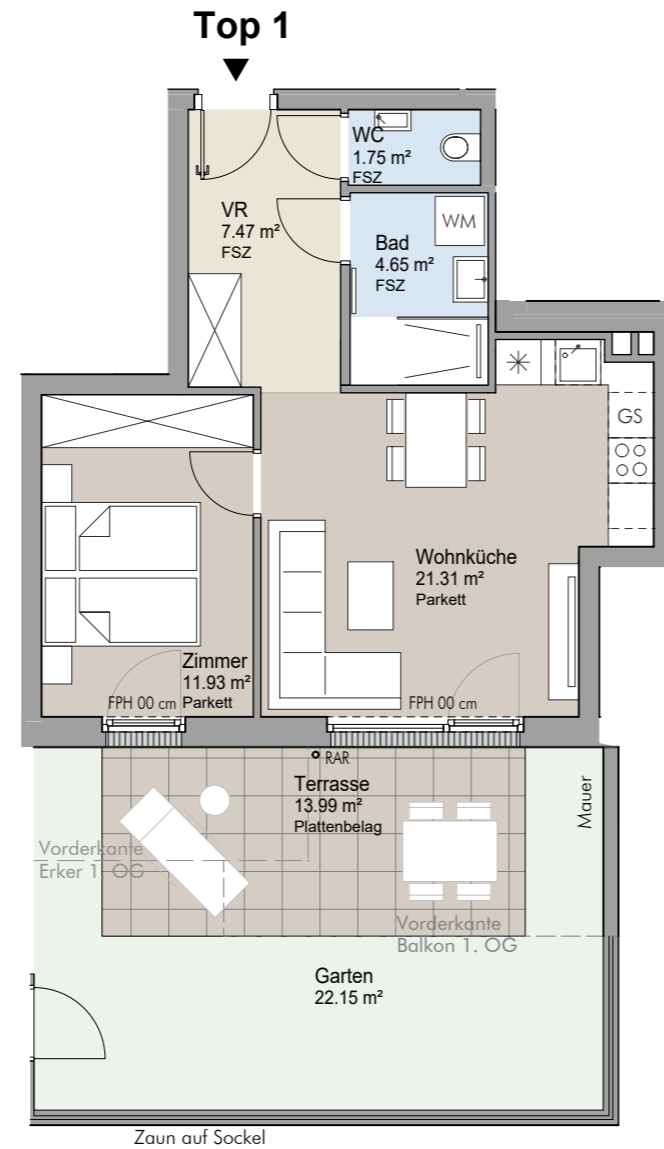 Top 1
WC
1.75 m²
FSZ
VR
7.47 m²
FSZ
WM
Bad
4.65 m²
FSZ
GS
Wohnküche
21.31 m²
Parkett
Zimmer
11.93 m²
FPH 00 cm
Parkett
FPH 00 cm
RAR
Terrasse
13.99 m²
Plattenbelag
Mauer
Vorderkante
Erker 1. OG
Vorderkante
Balkon 1. OG
Garten
22.15 m²
Zaun auf Sockel